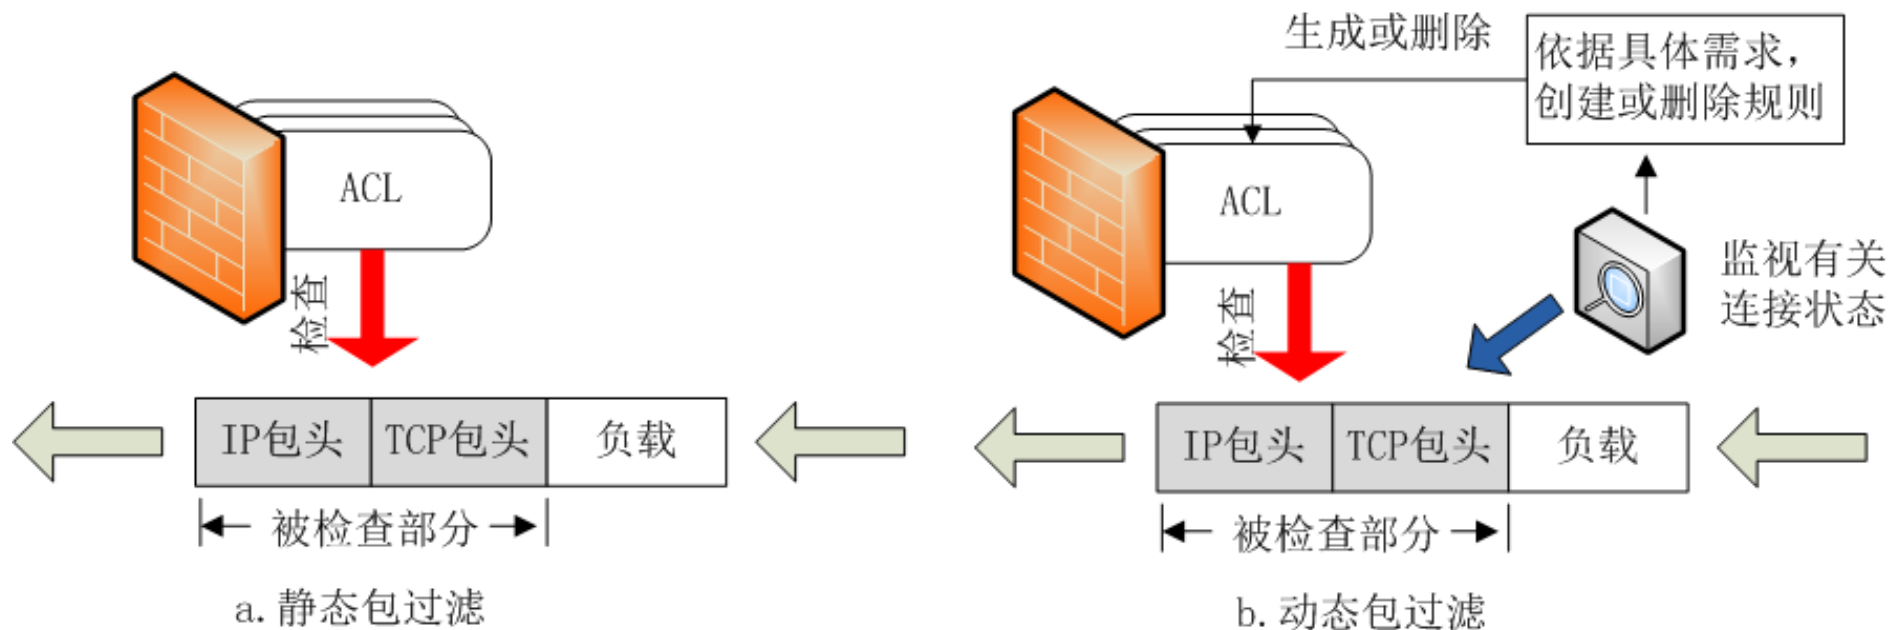 ACL
检查
IP包头 TCP包头 负载
被检查部分
a.静态包过滤
生成或删除
依据具体需求，
创建或删除规则
ACL
监视有关
连接状态
检查
IP包头 TCP包头 负载
被检查部分
b.动态包过滤